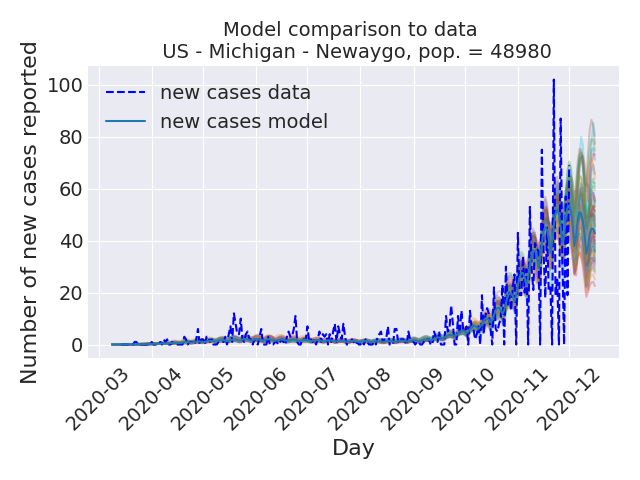 Model comparison to data
US - Michigan - Newaygo, pop. = 48980
Number of new cases reported
100
80
60
40
20
0
new cases data
new cases model
2020-03
2020-04
2020-05
2020-06
2020-07
2020-08
2020-09
2020-10
2020-11
2020-12
Day